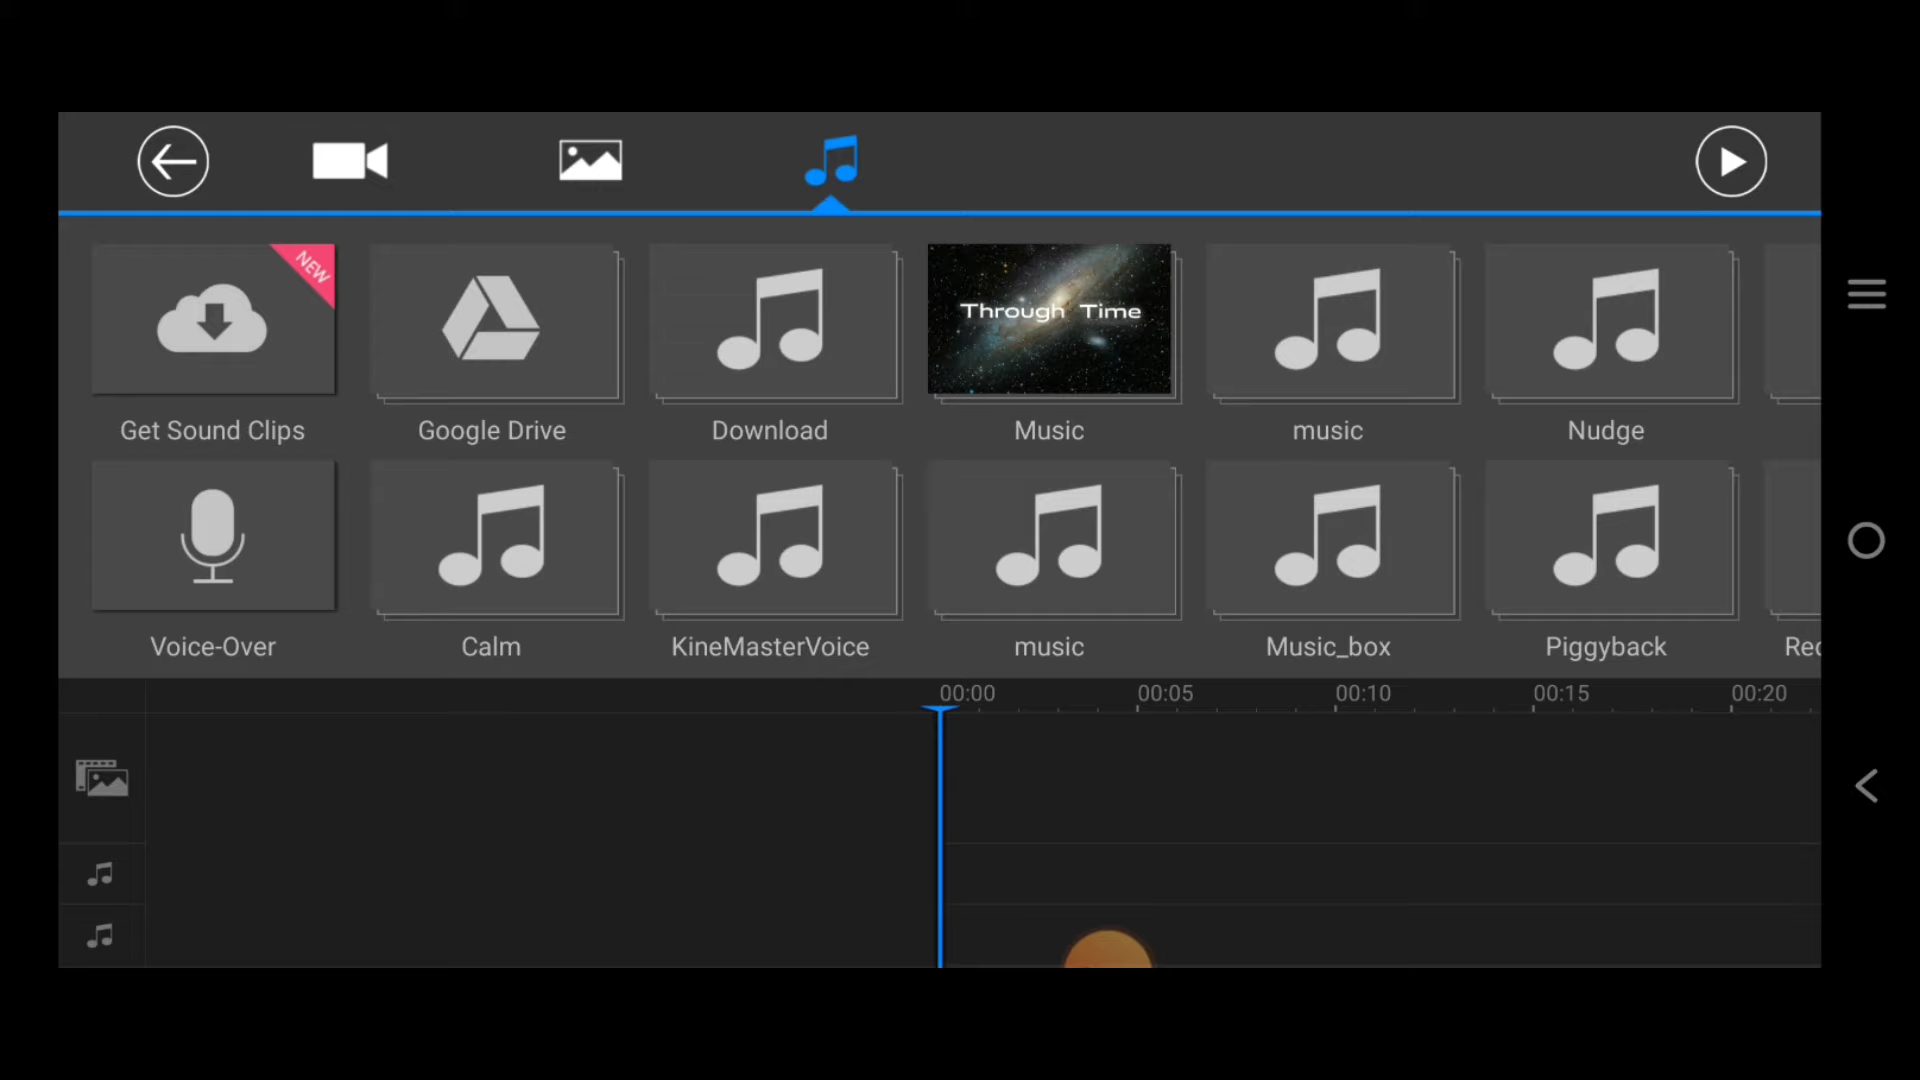 NEW
Through Time
Get Sound Clips
Google Drive
Download
Music
music
Nudge
Voice-Over
Calm
KineMasterVoice
music
Music_box
Piggyback
Rec
00:00
00:05
00:10
00:15
00:20